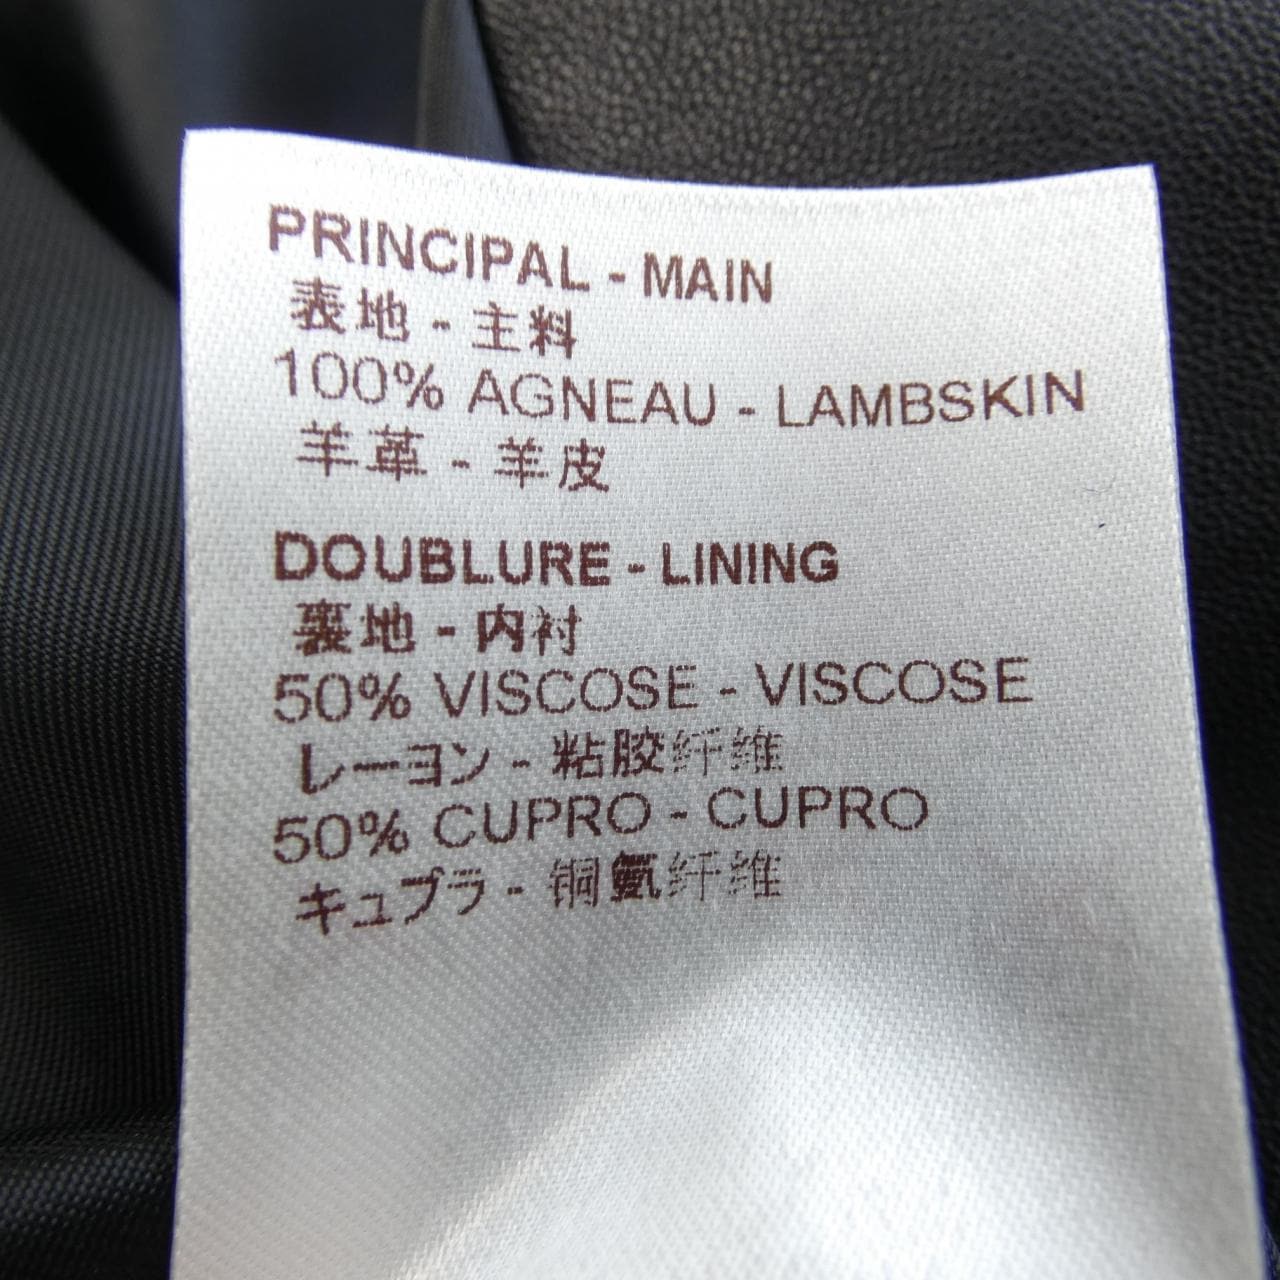 PRINCIPAL - MAIN
表地 - 主料
100% AGNEAU - LAMBSKIN
羊革 - 羊皮
DOUBLURE - LINING
裏地 - 内衬
50% VISCOSE - VISCOSE
レーヨン - 粘胶纤维
50% CUPRO - CUPRO
キュプラ - 铜氨纤维